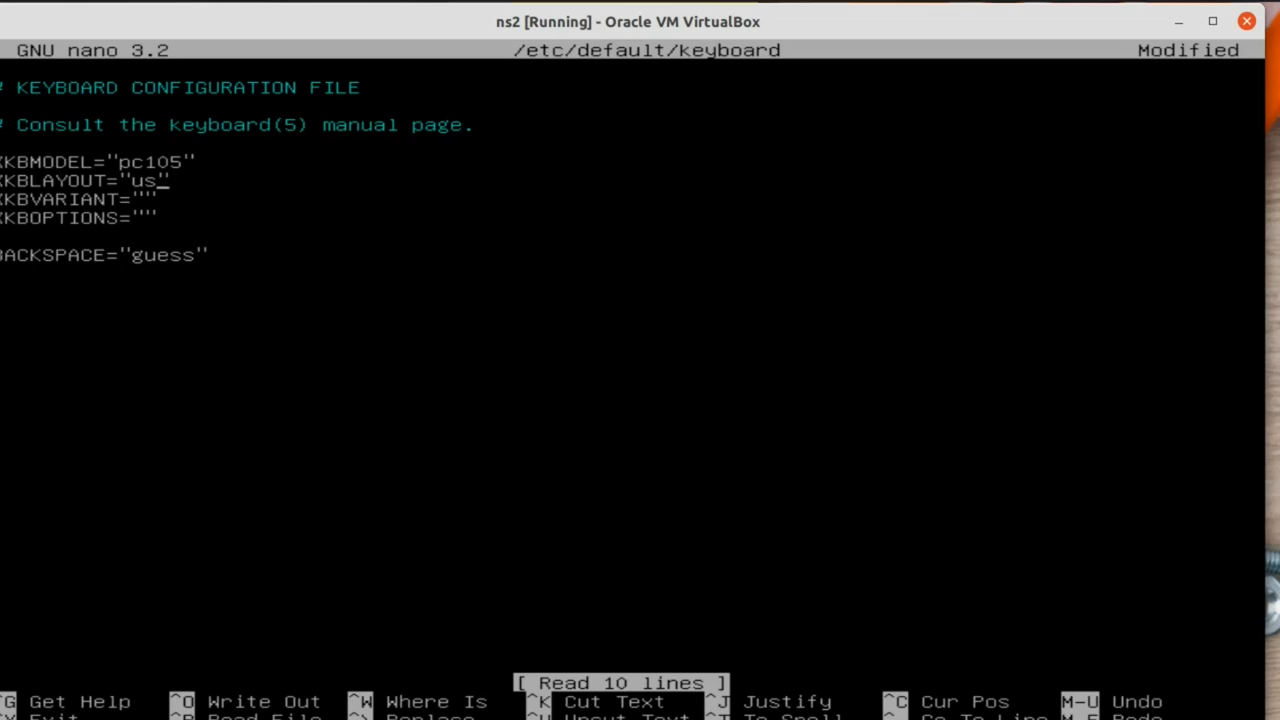 ns2 [Running] - Oracle VM VirtualBox
GNU nano 3.2 /etc/default/keyboard Modified
# KEYBOARD CONFIGURATION FILE
# Consult the keyboard(5) manual page.
XKBMODEL="pc105"
XKBLAYOUT="us"
XKBVARIANT=""
XKBOPTIONS=""
BACKSPACE="guess"
[ Read 10 lines ]
^G Get Help ^O Write Out ^W Where Is ^K Cut Text ^J Justify ^C Cur Pos M-U Undo
^X Exit ^R Read File ^\ Replace ^U Uncut Text ^T To Spell ^_ Go To Line M-E Redo